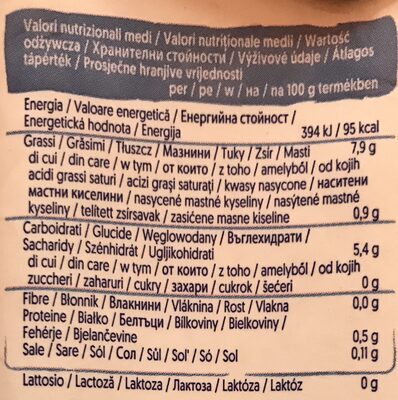 Valori nutrizionali medi / Valori nutriționale medii / Wartość
odżywcza / Хранителни стойности / Výživové údaje / Átlagos
tápérték / Prosječne hranjive vrijednosti
per / pe / w / на / na 100 g termékben
Energia / Valoare energetică / Енергийна стойност /
Energetická hodnota / Energija 394 kJ / 95 kcal
Grassi / Grăsimi / Tłuszcz / Мазнини / Tuky / Zsír / Masti 7,9 g
di cui / din care / w tym / от които / z toho / amelyből / od kojih
acidi grassi saturi / acizi grași saturați / kwasy nasycone / наситени
мастни киселини / nasycené mastné kyseliny / nasýtené mastné
kyseliny / telített zsírsavak / zasićene masne kiseline 0,9 g
Carboidrati / Glucide / Węglowodany / Въглехидрати /
Sacharidy / Szénhidrát / Ugljikohidrati 5,4 g
di cui / din care / w tym / от които / z toho / amelyből / od kojih
zuccheri / zaharuri / cukry / захари / cukrok / šećeri 0 g
Fibre / Błonnik / Влакнини / Vláknina / Rost / Vlakna 0,0 g
Proteine / Białko / Белтъци / Bílkoviny / Bielkoviny /
Fehérje / Bjelančevine 0,5 g
Sale / Sare / Sól / Сол / Sůl / Soľ / Só / Sol 0,11 g
Lattosio / Lactoză / Laktoza / Лактоза / Laktóza / Laktóz 0 g